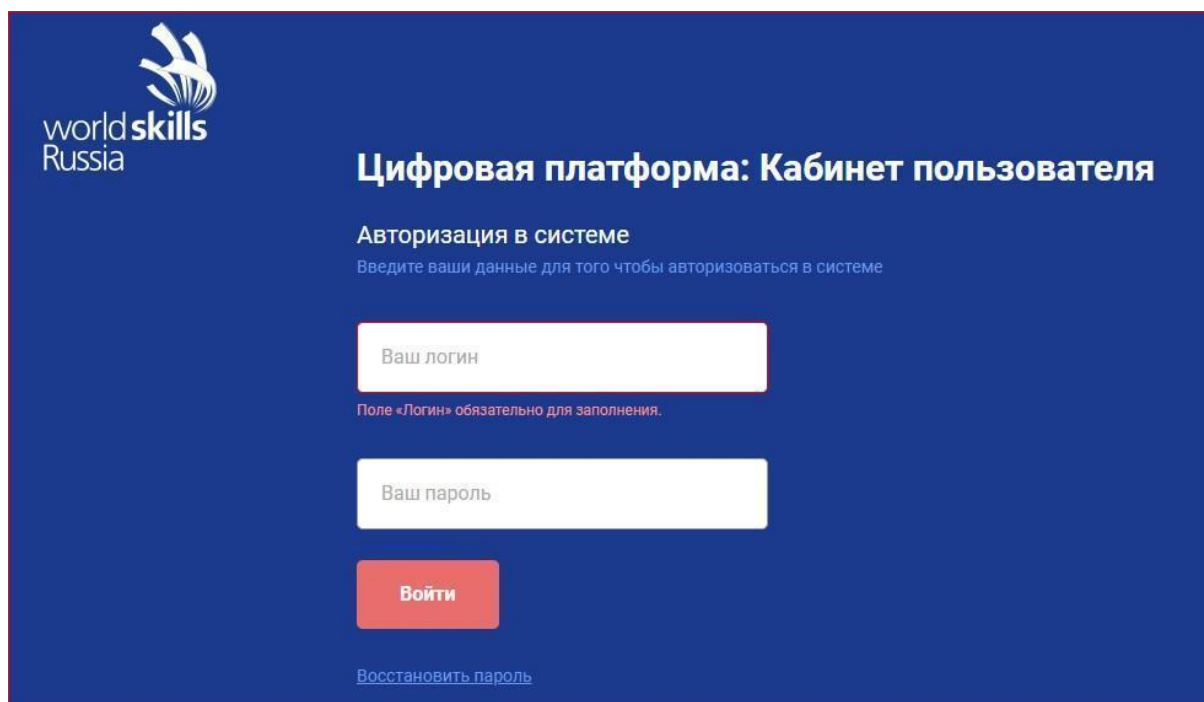 world skills
Russia
Цифровая платформа: Кабинет пользователя
Авторизация в системе
Введите ваши данные для того чтобы авторизоваться в системе
Ваш логин
Поле «Логин» обязательно для заполнения.
Ваш пароль
Войти
Восстановить пароль